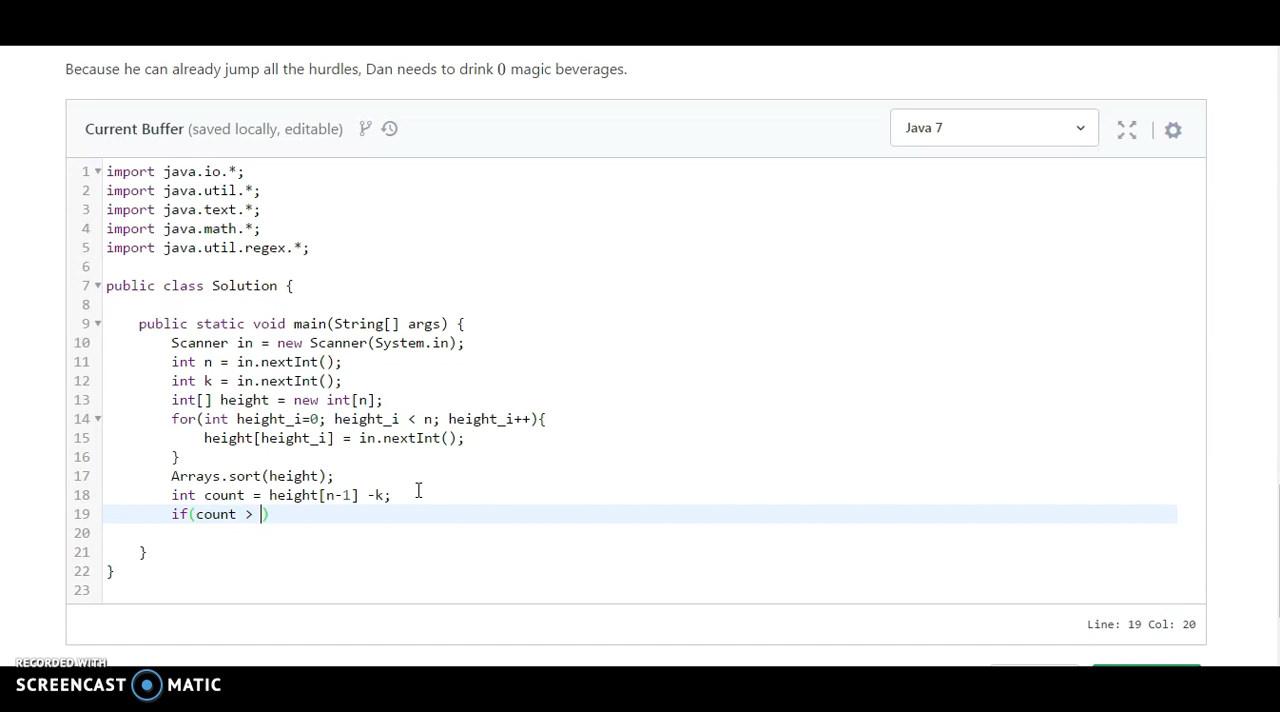 Because he can already jump all the hurdles, Dan needs to drink 0 magic beverages.
Current Buffer (saved locally, editable)
Java 7
1 import java.io.*;
2 import java.util.*;
3 import java.text.*;
4 import java.math.*;
5 import java.util.regex.*;
6
7 public class Solution {
8
9 public static void main(String[] args) {
10 Scanner in = new Scanner(System.in);
11 int n = in.nextInt();
12 int k = in.nextInt();
13 int[] height = new int[n];
14 for(int height_i=0; height_i < n; height_i++){
15 height[height_i] = in.nextInt();
16 }
17 Arrays.sort(height);
18 int count = height[n-1] -k;
19 if(count > )
20
21 }
22 }
23
Line: 19 Col: 20
RECORDED WITH
SCREENCAST MATIC